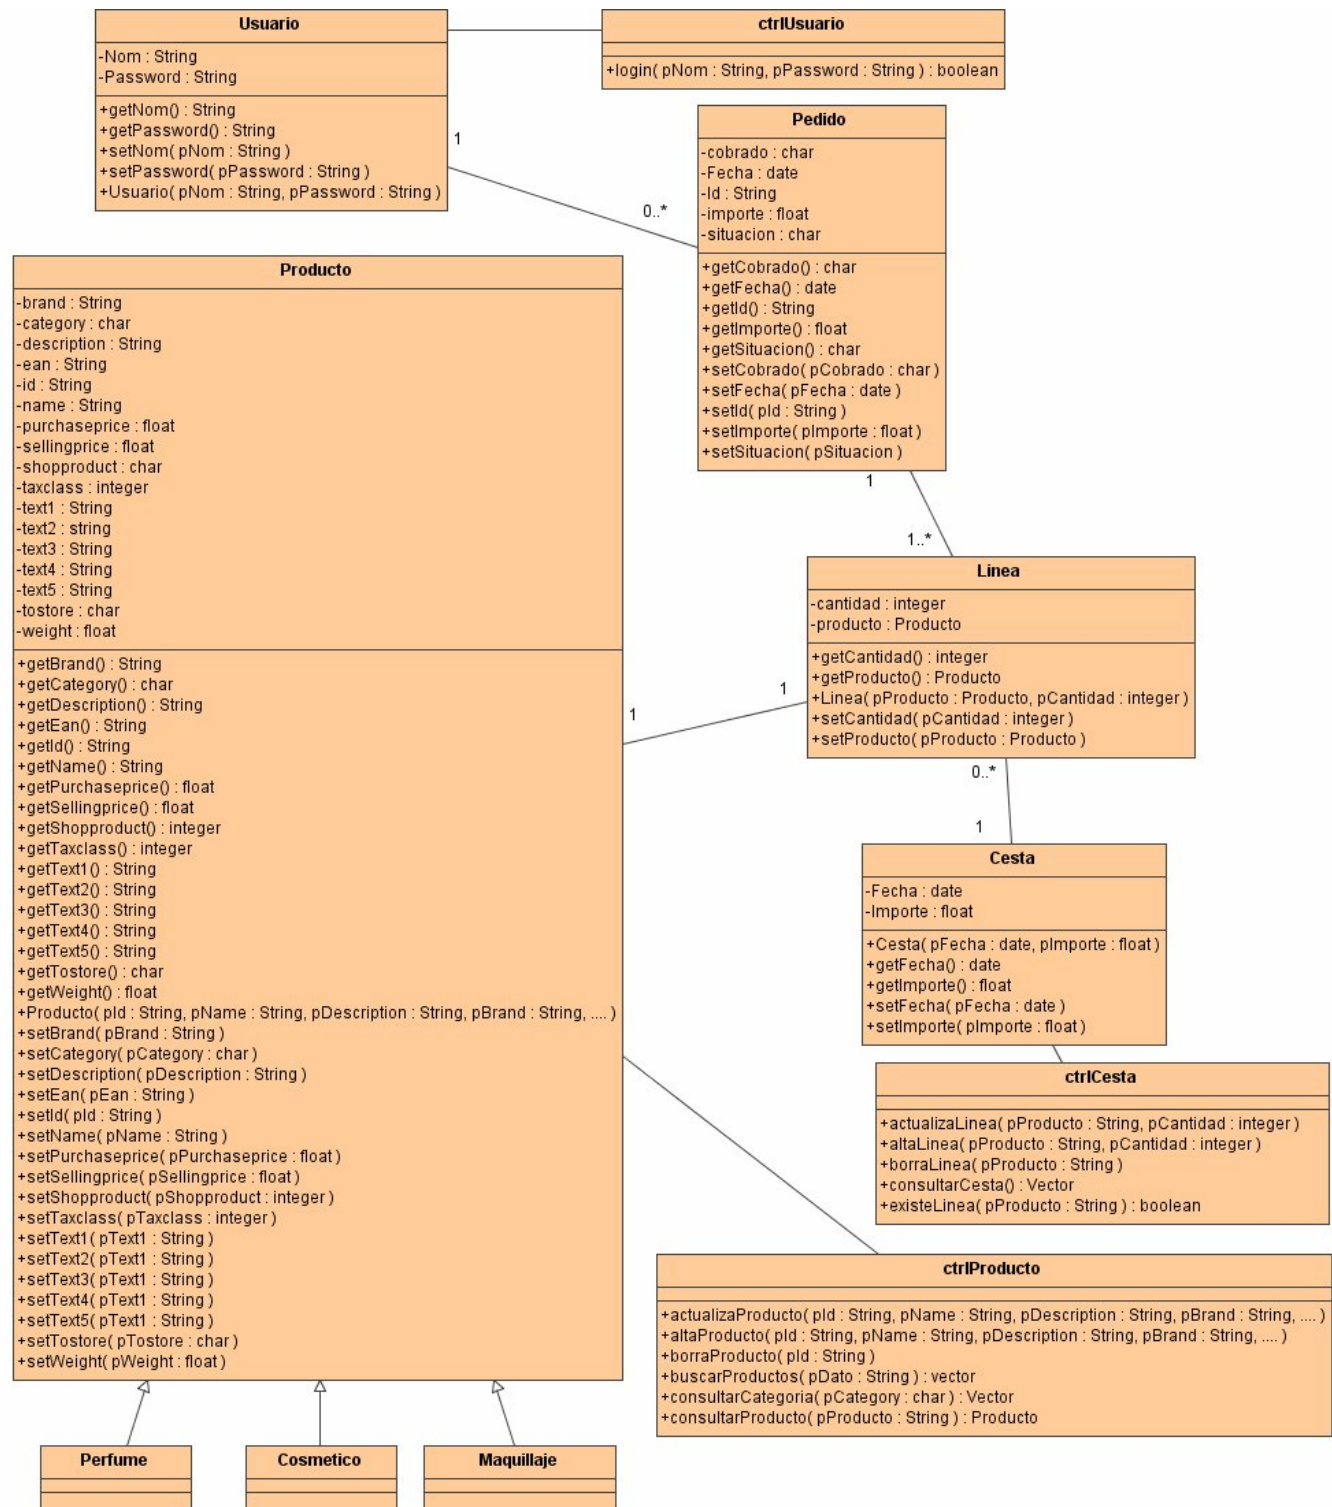 Usuario
-Nom : String
-Password : String
+getNom() : String
+getPassword() : String
+setNom( pNom : String )
+setPassword( pPassword : String )
+Usuario( pNom : String, pPassword : String )
ctrlUsuario
+login( pNom : String, pPassword : String ) : boolean
1
0..*
Pedido
-cobrado : char
-Fecha : date
-Id : String
-importe : float
-situacion : char
+getCobrado() : char
+getFecha() : date
+getId() : String
+getImporte() : float
+getSituacion() : char
+setCobrado( pCobrado : char )
+setFecha( pFecha : date )
+setId( pId : String )
+setImporte( pImporte : float )
+setSituacion( pSituacion )
1
1..*
Producto
-brand : String
-category : char
-description : String
-ean : String
-id : String
-name : String
-purchaseprice : float
-sellingprice : float
-shopproduct : char
-taxclass : integer
-text1 : String
-text2 : string
-text3 : String
-text4 : String
-text5 : String
-tostore : char
-weight : float
+getBrand() : String
+getCategory() : char
+getDescription() : String
+getEan() : String
+getId() : String
+getName() : String
+getPurchaseprice() : float
+getSellingprice() : float
+getShopproduct() : integer
+getTaxclass() : integer
+getText1() : String
+getText2() : String
+getText3() : String
+getText4() : String
+getText5() : String
+getTostore() : char
+getWeight() : float
+Producto( pId : String, pName : String, pDescription : String, pBrand : String, .... )
+setBrand( pBrand : String )
+setCategory( pCategory : char )
+setDescription( pDescription : String )
+setEan( pEan : String )
+setId( pId : String )
+setName( pName : String )
+setPurchaseprice( pPurchaseprice : float )
+setSellingprice( pSellingprice : float )
+setShopproduct( pShopproduct : integer )
+setTaxclass( pTaxclass : integer )
+setText1( pText1 : String )
+setText2( pText1 : String )
+setText3( pText1 : String )
+setText4( pText1 : String )
+setText5( pText1 : String )
+setTostore( pTostore : char )
+setWeight( pWeight : float )
1
1
Linea
-cantidad : integer
-producto : Producto
+getCantidad() : integer
+getProducto() : Producto
+Linea( pProducto : Producto, pCantidad : integer )
+setCantidad( pCantidad : integer )
+setProducto( pProducto : Producto )
0..*
1
Cesta
-Fecha : date
-Importe : float
+Cesta( pFecha : date, pImporte : float )
+getFecha() : date
+getImporte() : float
+setFecha( pFecha : date )
+setImporte( pImporte : float )
ctrlCesta
+actualizaLinea( pProducto : String, pCantidad : integer )
+altaLinea( pProducto : String, pCantidad : integer )
+borraLinea( pProducto : String )
+consultarCesta() : Vector
+existeLinea( pProducto : String ) : boolean
ctrlProducto
+actualizaProducto( pId : String, pName : String, pDescription : String, pBrand : String, .... )
+altaProducto( pId : String, pName : String, pDescription : String, pBrand : String, .... )
+borraProducto( pId : String )
+buscarProductos( pDato : String ) : vector
+consultarCategoria( pCategory : char ) : Vector
+consultarProducto( pProducto : String ) : Producto
Perfume
Cosmetico
Maquillaje